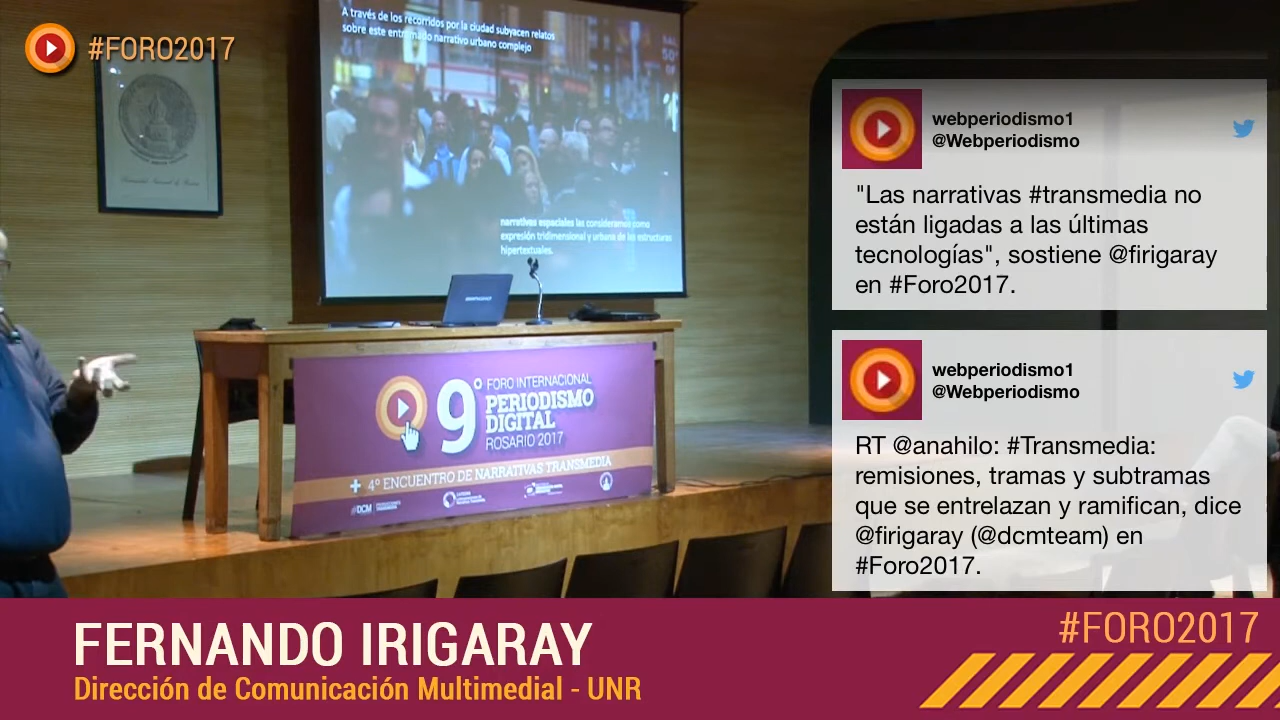 #FORO2017
A través de los recorridos por la ciudad subyacen relatos
sobre este entramado narrativo urbano complejo
narrativas espaciales las consideramos como
expresión tridimensional y urbana de las estructuras
hipertextuales.
9° FORO INTERNACIONAL
PERIODISMO
DIGITAL
ROSARIO 2017
+ 4º ENCUENTRO DE NARRATIVAS TRANSMEDIA
DCM
webperiodismo1
@Webperiodismo
"Las narrativas #transmedia no
están ligadas a las últimas
tecnologías", sostiene @firigaray
en #Foro2017.
webperiodismo1
@Webperiodismo
RT @anahilo: #Transmedia:
remisiones, tramas y subtramas
que se entrelazan y ramifican, dice
@firigaray (@dcmteam) en
#Foro2017.
FERNANDO IRIGARAY
Dirección de Comunicación Multimedial - UNR
#FORO2017